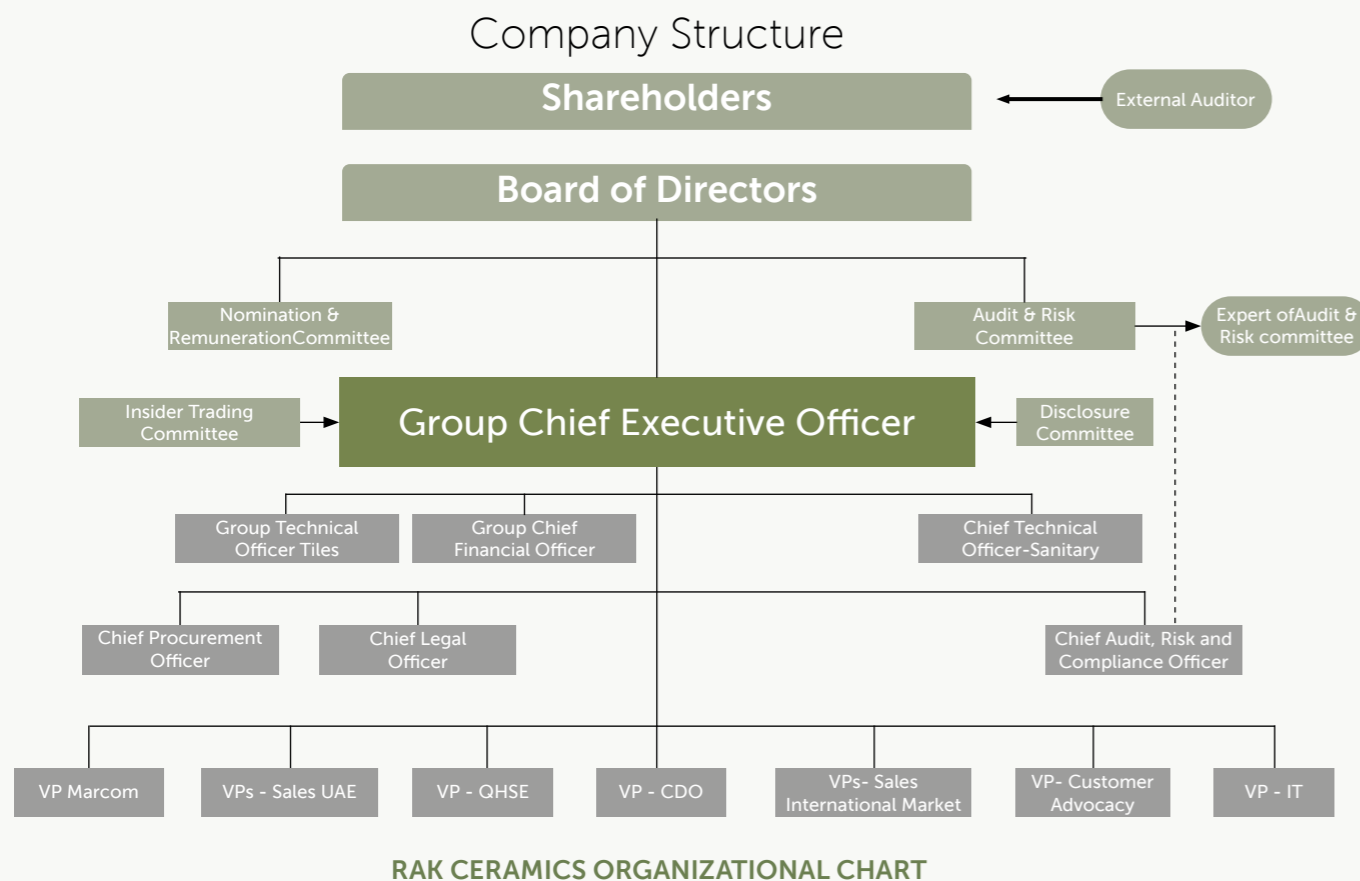 Company Structure
Shareholders
External Auditor
Board of Directors
Nomination &
RemunerationCommittee
Audit & Risk
Committee
Expert ofAudit &
Risk committee
Insider Trading
Committee
Group Chief Executive Officer
Disclosure
Committee
Group Technical
Officer Tiles
Group Chief
Financial Officer
Chief Technical
Officer-Sanitary
Chief Procurement
Officer
Chief Legal
Officer
Chief Audit, Risk and
Compliance Officer
VP Marcom
VPs - Sales UAE
VP - QHSE
VP - CDO
VPs- Sales
International Market
VP- Customer
Advocacy
VP - IT
RAK CERAMICS ORGANIZATIONAL CHART